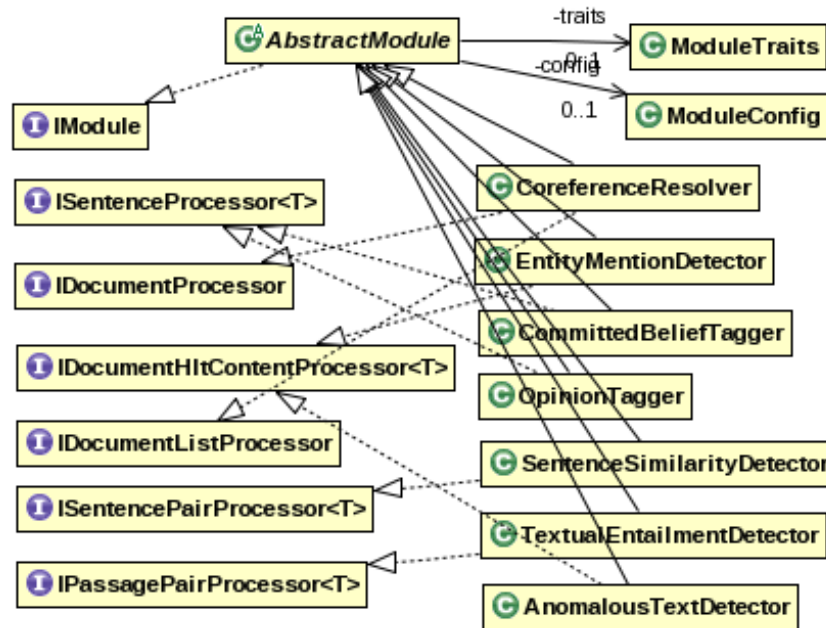 -traits
AbstractModule
0..1
ModuleTraits
-config
0..1
ModuleConfig
IModule
CoreferenceResolver
ISentenceProcessor<T>
EntityMentionDetector
IDocumentProcessor
CommittedBeliefTagger
IDocumentHltContentProcessor<T>
OpinionTagger
IDocumentListProcessor
SentenceSimilarityDetector
ISentencePairProcessor<T>
TextualEntailmentDetector
IPassagePairProcessor<T>
AnomalousTextDetector